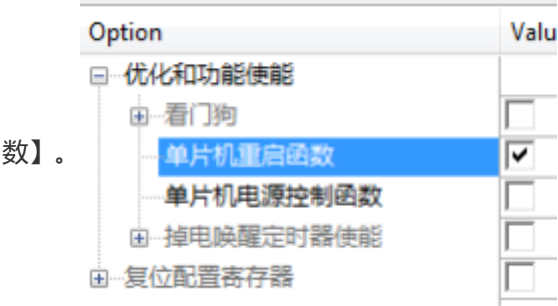 Option Valu
优化和功能使能
看门狗
数】。 单片机重启函数
单片机电源控制函数
掉电唤醒定时器使能
复位配置寄存器